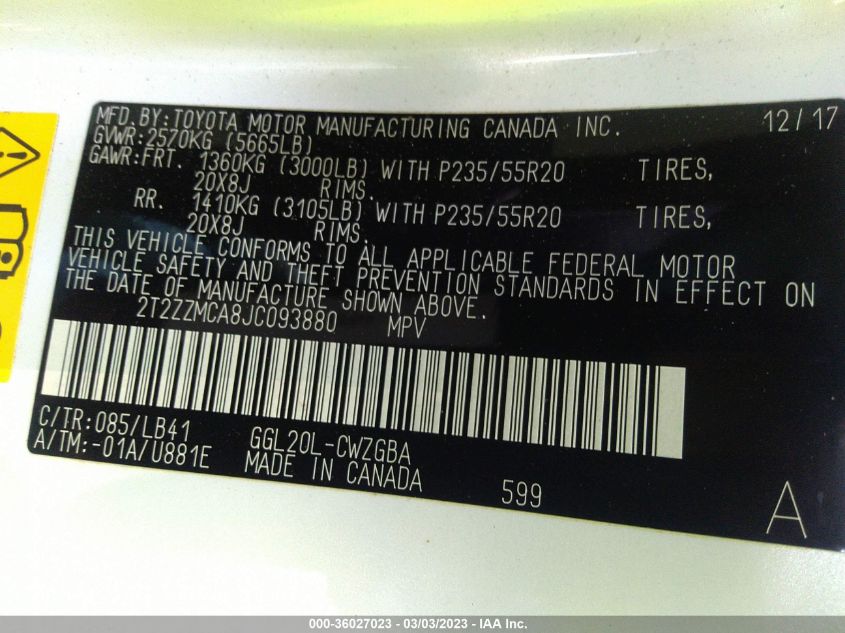 MFD.BY:TOYOTA MOTOR MANUFACTURING CANADA INC. 12/17
GVWR:2570KG (5665LB)
GAWR:FRT. 1360KG (3000LB) WITH P235/55R20 TIRES,
20X8J RIMS.
RR. 1410KG (3105LB) WITH P235/55R20 TIRES,
20X8J RIMS.
THIS VEHICLE CONFORMS TO ALL APPLICABLE FEDERAL MOTOR
VEHICLE SAFETY AND THEFT PREVENTION STANDARDS IN EFFECT ON
THE DATE OF MANUFACTURE SHOWN ABOVE.
2T2ZZMCA8JC093880 MPV
C/TR:085/LB41 GGL20L-CWZGBA
A/TM:-01A/U881E MADE IN CANADA 599 A
000-36027023 — 03/03/2023 — IAA Inc.